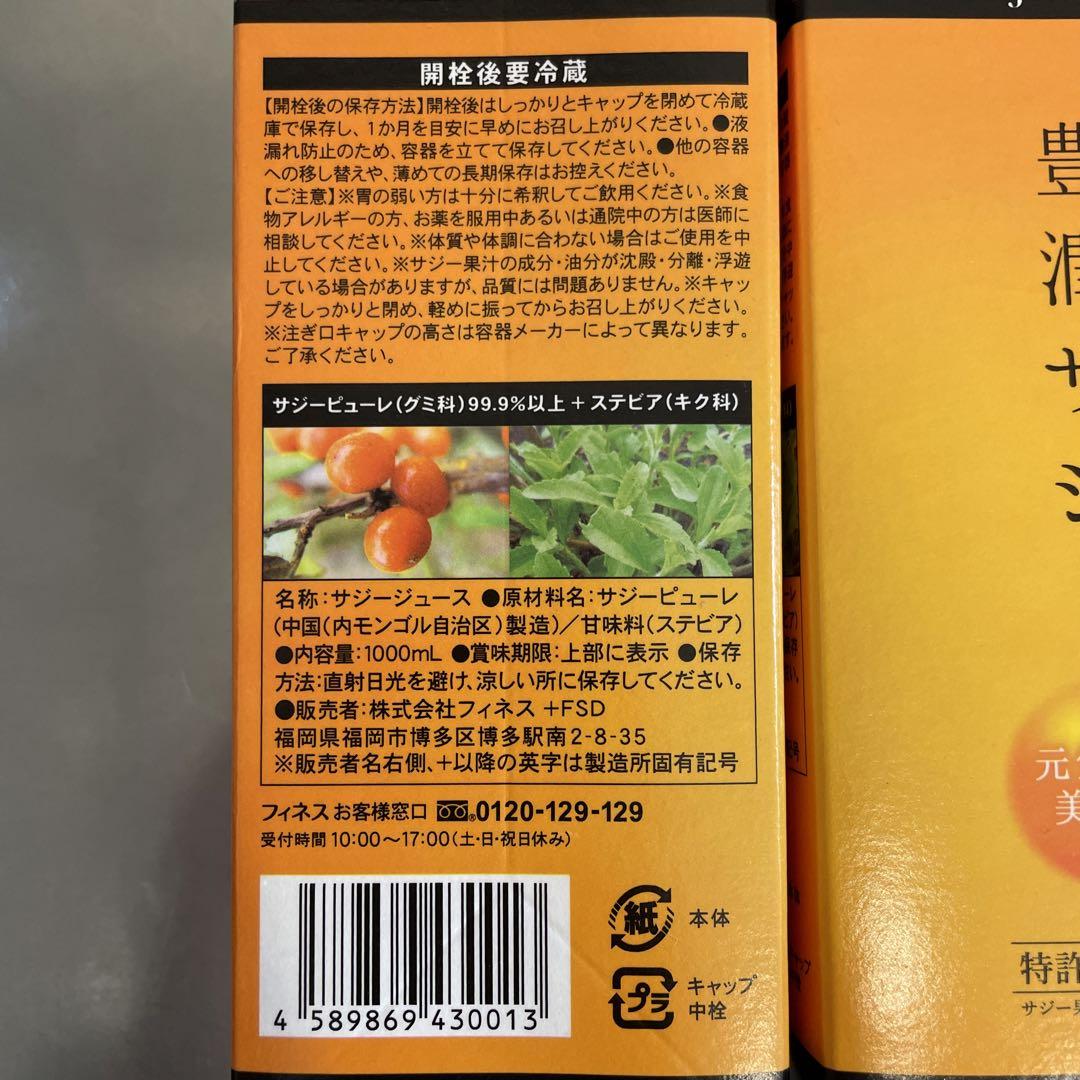 開栓後要冷蔵
【開栓後の保存方法】開栓後はしっかりとキャップを閉めて冷蔵
庫で保存し、1か月を目安に早めにお召し上がりください。●液
漏れ防止のため、容器を立てて保存してください。●他の容器
への移し替えや、薄めての長期保存はお控えください。
【ご注意】※胃の弱い方は十分に希釈してご飲用ください。※食
物アレルギーの方、お薬を服用中あるいは通院中の方は医師に
相談してください。※体質や体調に合わない場合はご使用を中
止してください。※サジー果汁の成分・油分が沈殿・分離・浮遊
している場合がありますが、品質には問題ありません。※キャッ
プをしっかりと閉め、軽めに振ってからお召し上がりください。
※注ぎ口キャップの高さは容器メーカーによって異なります。
ご了承ください。
サジーピューレ(グミ科)99.9%以上+ステビア(キク科)
名称:サジージュース ●原材料名:サジーピューレ
(中国(内モンゴル自治区)製造)/甘味料(ステビア)
●内容量:1000mL ●賞味期限:上部に表示 ●保存
方法:直射日光を避け、涼しい所に保存してください。
●販売者:株式会社フィネス +FSD
福岡県福岡市博多区博多駅南2-8-35
※販売者名右側、+以降の英字は製造所固有記号
フィネスお客様窓口 0120-129-129
受付時間 10:00〜17:00(土・日・祝日休み)
4 589869 430013
紙 本体
プラ キャップ
中栓
豊潤サジ
元
美
特許
サジー果